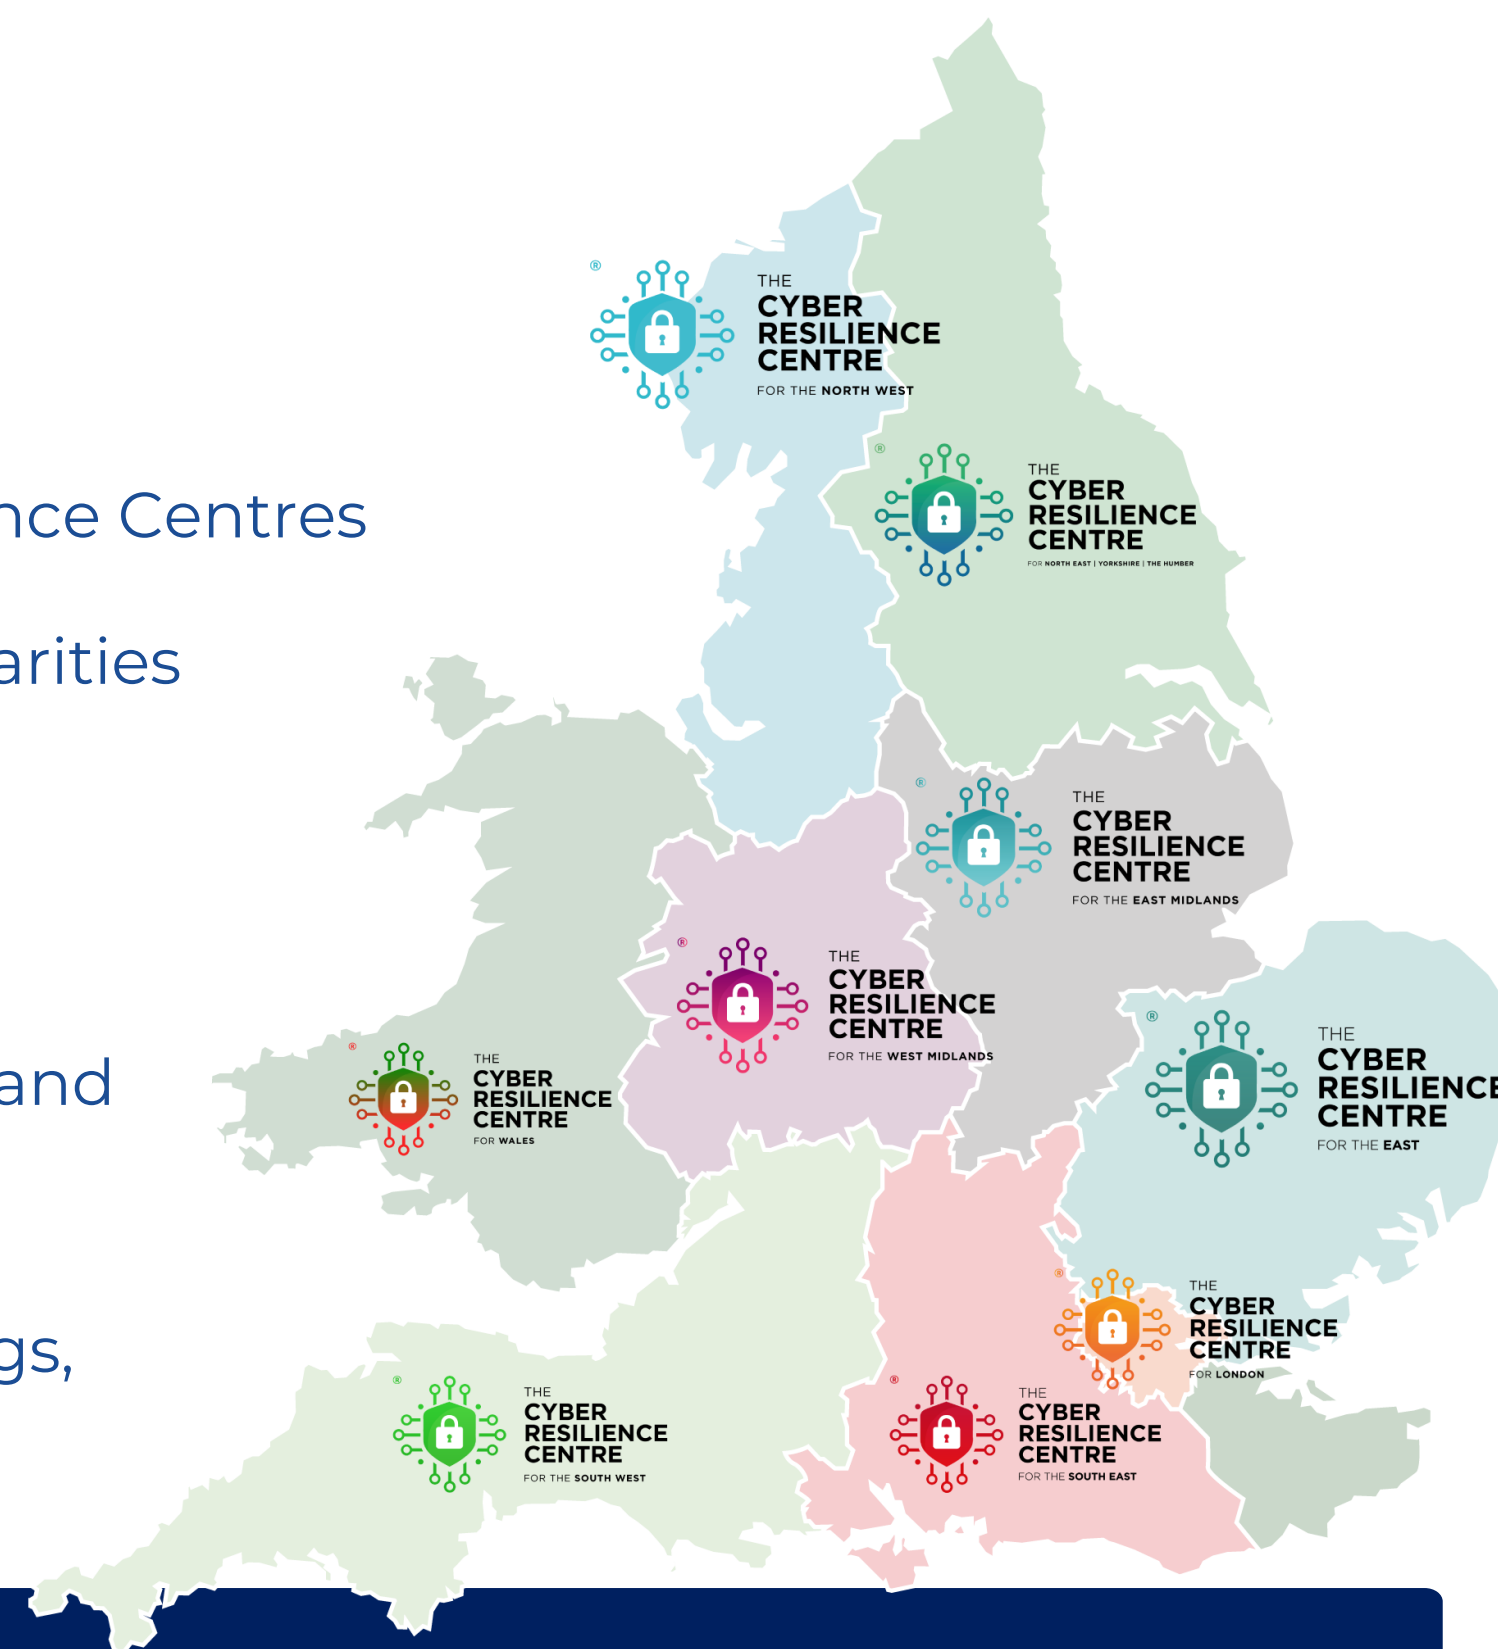 nce Centres
arities
and
gs,
®
THE
CYBER
RESILIENCE
CENTRE
FOR THE NORTH WEST
®
THE
CYBER
RESILIENCE
CENTRE
FOR NORTH EAST | YORKSHIRE | THE HUMBER
®
THE
CYBER
RESILIENCE
CENTRE
FOR THE EAST MIDLANDS
®
THE
CYBER
RESILIENCE
CENTRE
FOR THE WEST MIDLANDS
®
THE
CYBER
RESILIENCE
CENTRE
FOR THE EAST
®
THE
CYBER
RESILIENCE
CENTRE
FOR WALES
®
THE
CYBER
RESILIENCE
CENTRE
FOR LONDON
®
THE
CYBER
RESILIENCE
CENTRE
FOR THE SOUTH WEST
®
THE
CYBER
RESILIENCE
CENTRE
FOR THE SOUTH EAST